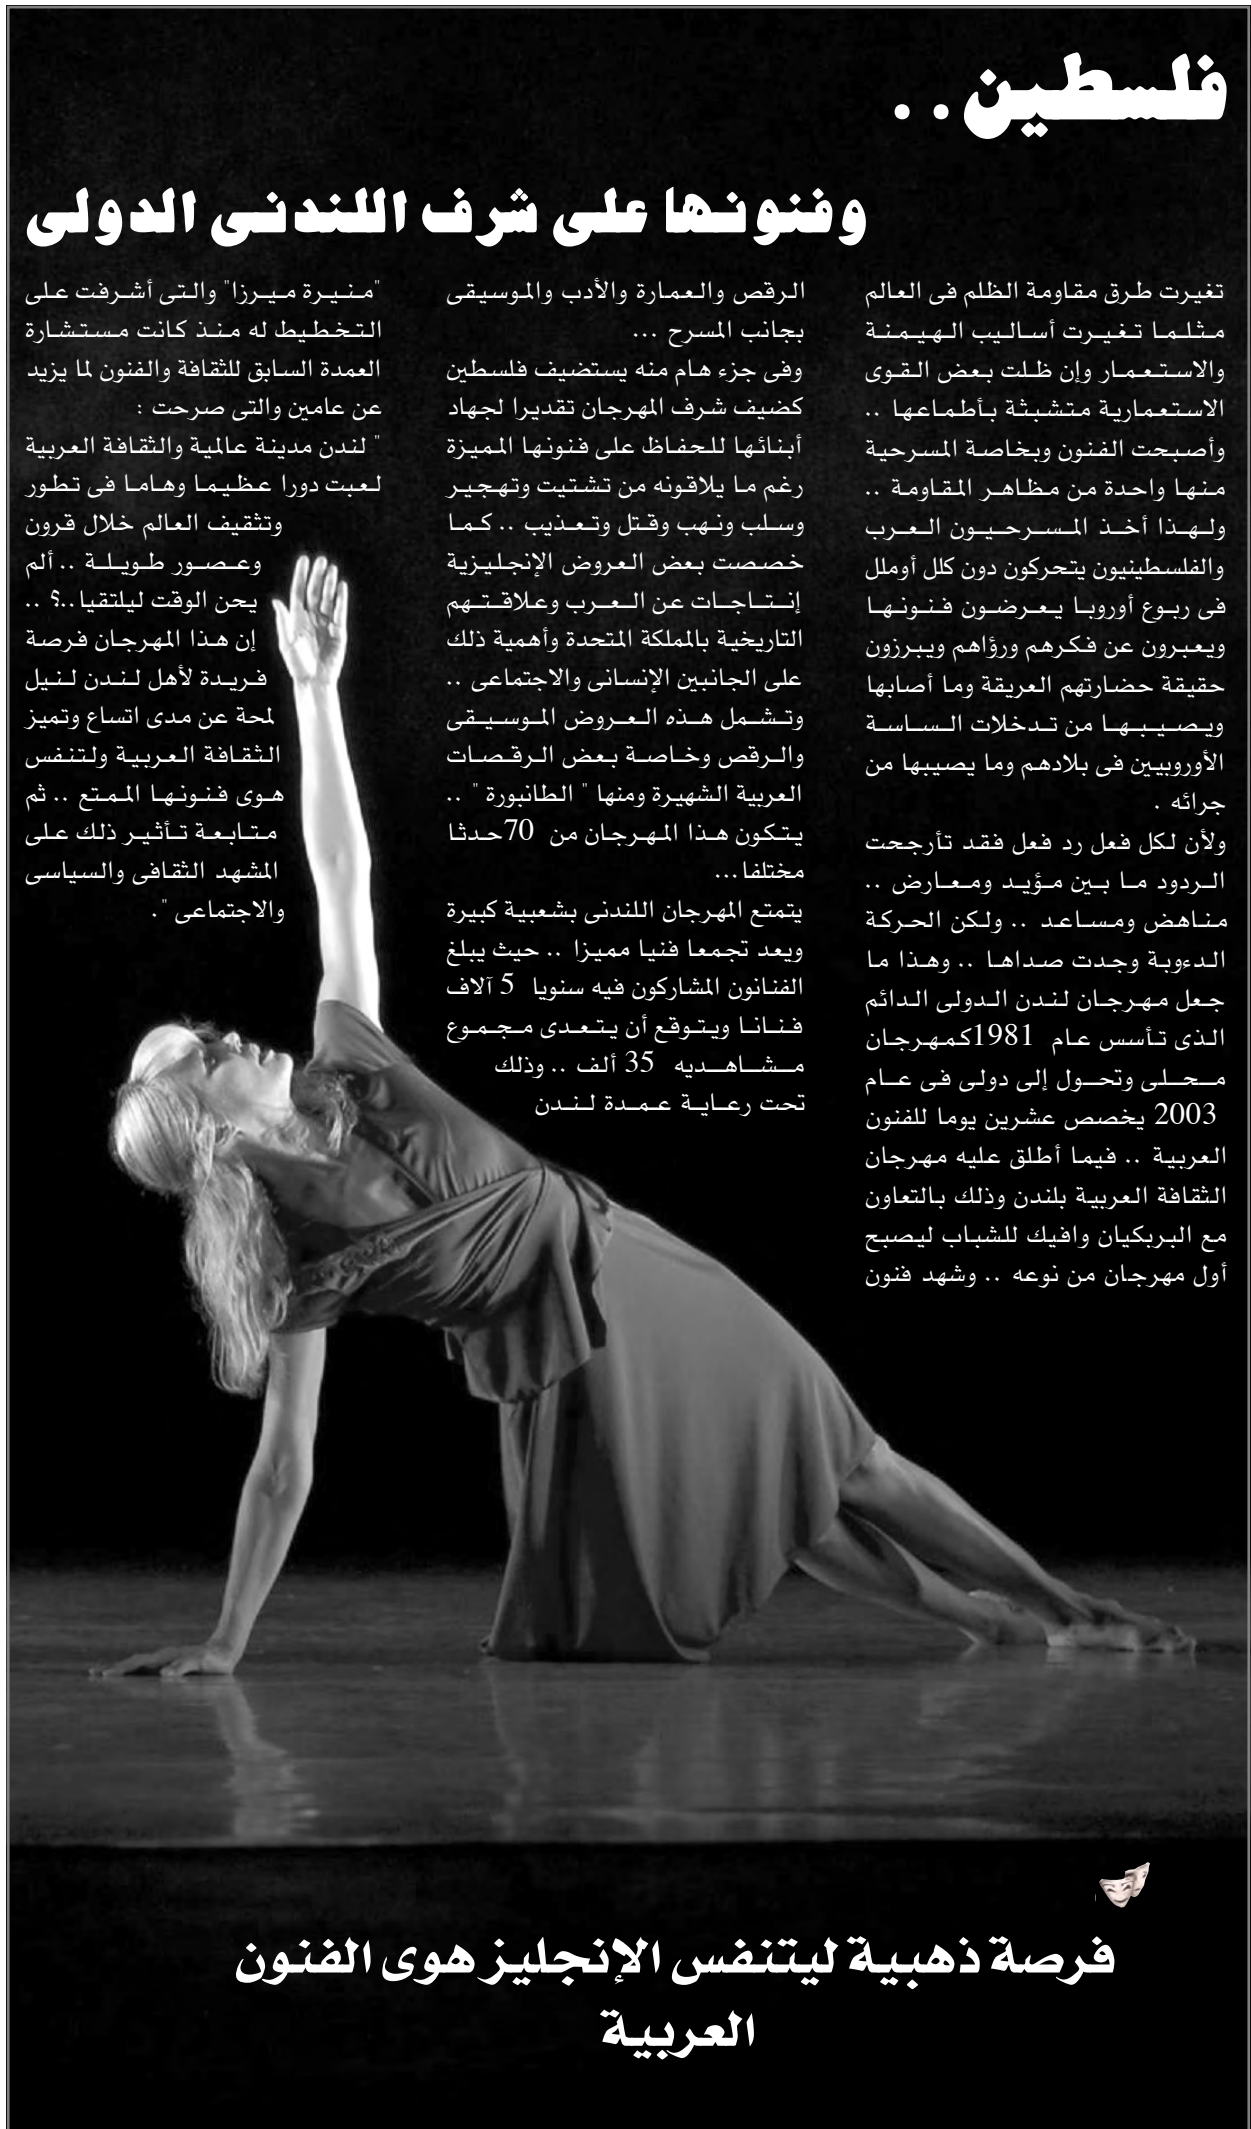 فلسطين..
وفنونها على شرف اللندنى الدولى
تغيرت طرق مقاومة الظلم فى العالم
مثلما تغيرت أساليب الهيمنة
والاستعمار وإن ظلت بعض القوى
الاستعمارية متشبثة بأطماعها ..
وأصبحت الفنون وبخاصة المسرحية
منها واحدة من مظاهر المقاومة ..
ولهذا أخذ المسرحيون العرب
والفلسطينيون يتحركون دون كلل أوملل
فى ربوع أوروبا يعرضون فنونها
ويعبرون عن فكرهم ورؤاهم ويبرزون
حقيقة حضارتهم العريقة وما أصابها
ويصيبها من تدخلات الساسة
الأوروبيين فى بلادهم وما يصيبها من
جرائه .
ولأن لكل فعل رد فعل فقد تأرجحت
الردود ما بين مؤيد ومعارض ..
مناهض ومساعد .. ولكن الحركة
الدءوبة وجدت صداها .. وهذا ما
جعل مهرجان لندن الدولى الدائم
الذى تأسس عام 1981كمهرجان
محلى وتحول إلى دولى فى عام
2003 يخصص عشرين يوما للفنون
العربية .. فيما أطلق عليه مهرجان
الثقافة العربية بلندن وذلك بالتعاون
مع البربكيان وافيك للشباب ليصبح
أول مهرجان من نوعه .. وشهد فنون
الرقص والعمارة والأدب والموسيقى
بجانب المسرح ...
وفى جزء هام منه يستضيف فلسطين
كضيف شرف المهرجان تقديرا لجهاد
أبنائها للحفاظ على فنونها المميزة
رغم ما يلاقونه من تشتيت وتهجير
وسلب ونهب وقتل وتعذيب .. كما
خصصت بعض العروض الإنجليزية
إنتاجات عن العرب وعلاقتهم
التاريخية بالمملكة المتحدة وأهمية ذلك
على الجانبين الإنسانى والاجتماعى ..
وتشمل هذه العروض الموسيقى
والرقص وخاصة بعض الرقصات
العربية الشهيرة ومنها " الطانبورة " ..
يتكون هذا المهرجان من 70حدثا
مختلفا...
يتمتع المهرجان اللندنى بشعبية كبيرة
ويعد تجمعا فنيا مميزا .. حيث يبلغ
الفنانون المشاركون فيه سنويا 5 آلاف
فنانا ويتوقع أن يتعدى مجموع
مشاهديه 35 ألف .. وذلك
تحت رعاية عمدة لندن
"منيرة ميرزا" والتى أشرفت على
التخطيط له منذ كانت مستشارة
العمدة السابق للثقافة والفنون لما يزيد
عن عامين والتى صرحت :
" لندن مدينة عالمية والثقافة العربية
لعبت دورا عظيما وهاما فى تطور
وتثقيف العالم خلال قرون
وعصور طويلة .. ألم
يحن الوقت ليلتقيا..؟ ..
إن هذا المهرجان فرصة
فريدة لأهل لندن لنيل
لمحة عن مدى اتساع وتميز
الثقافة العربية ولتنفس
هوى فنونها الممتع .. ثم
متابعة تأثير ذلك على
المشهد الثقافى والسياسى
والاجتماعى ".
فرصة ذهبية ليتنفس الإنجليز هوى الفنون
العربية